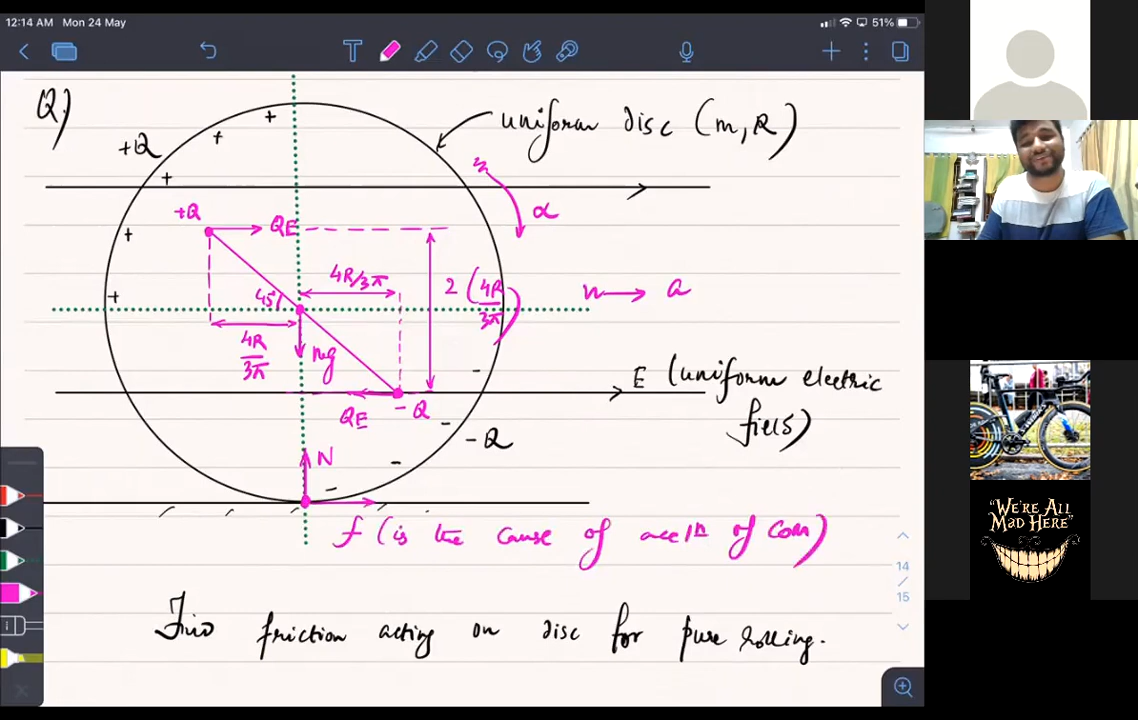 12:14 AM Mon 24 May
51%
Q)
uniform disc (m, R)
+Q
+Q
QE
α
4R/3π
2 (4R/3π)
a
45°
4R/3π
mg
E (uniform electric
QE
- Q
- Q
N
f (is the cause of accln of COM)
friction acting on disc for pure rolling.
14
/
15
"WE'RE ALL
MAD HERE"